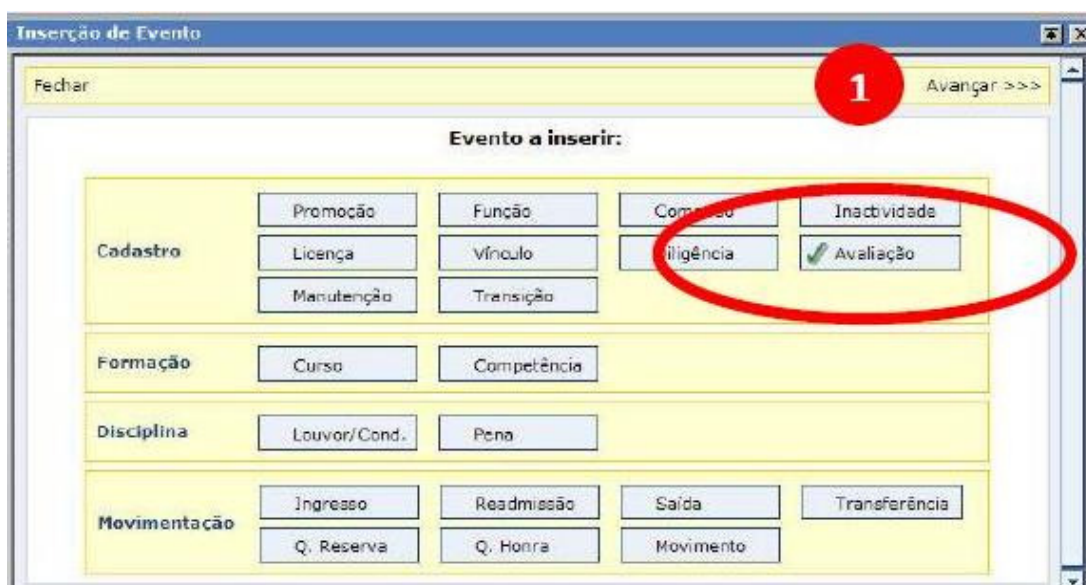 Inserção de Evento
Fechar 1 Avançar >>>
Evento a inserir:
Promoção Função Inactividade
Cadastro Licença Vínculo Diligência Avaliação
Manutenção Transição
Formação Curso Competência
Disciplina Louvor/Cond. Pena
Ingresso Readmissão Saída Transferência
Movimentação
Q. Reserva Q. Honra Movimento